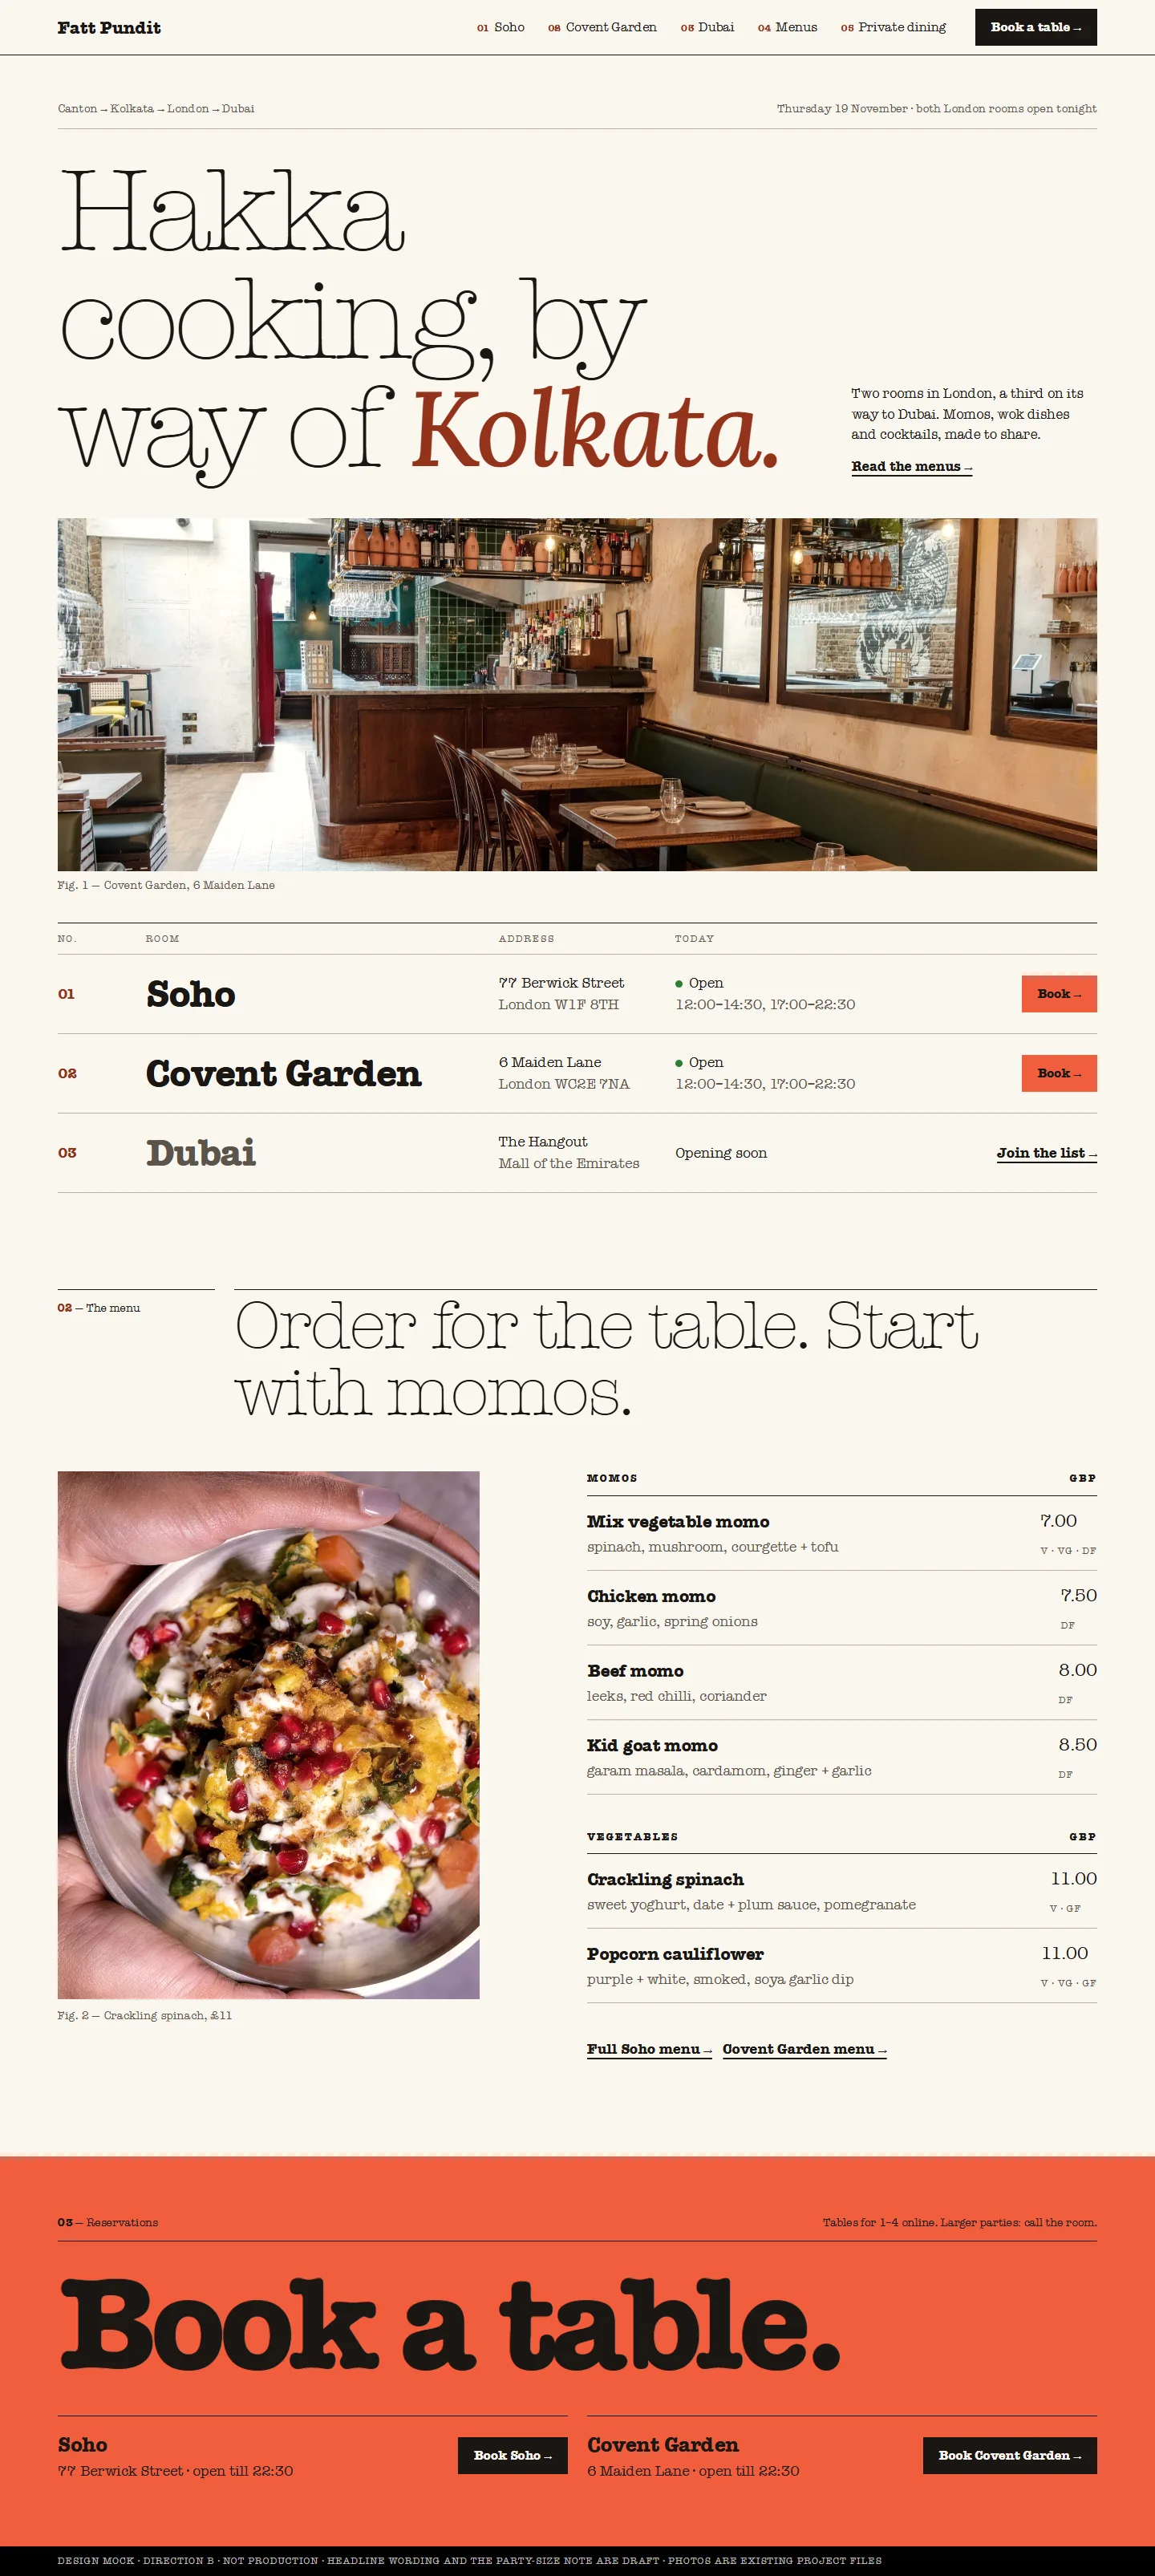 Fatt Pundit
01 Soho 02 Covent Garden 03 Dubai 04 Menus 05 Private dining Book a table→
Canton→Kolkata→London→Dubai
Thursday 19 November · both London rooms open tonight
Hakka
cooking, by
way of Kolkata.
Two rooms in London, a third on its
way to Dubai. Momos, wok dishes
and cocktails, made to share.
Read the menus→
Fig. 1 — Covent Garden, 6 Maiden Lane
NO. ROOM ADDRESS TODAY
01 Soho
77 Berwick Street
London W1F 8TH
Open
12:00–14:30, 17:00–22:30
Book→
02 Covent Garden
6 Maiden Lane
London WC2E 7NA
Open
12:00–14:30, 17:00–22:30
Book→
03 Dubai
The Hangout
Mall of the Emirates
Opening soon
Join the list→
02 — The menu
Order for the table. Start
with momos.
MOMOS GBP
Mix vegetable momo 7.00
spinach, mushroom, courgette + tofu V · VG · DF
Chicken momo 7.50
soy, garlic, spring onions DF
Beef momo 8.00
leeks, red chilli, coriander DF
Kid goat momo 8.50
garam masala, cardamom, ginger + garlic DF
VEGETABLES GBP
Crackling spinach 11.00
sweet yoghurt, date + plum sauce, pomegranate V · GF
Popcorn cauliflower 11.00
purple + white, smoked, soya garlic dip V · VG · GF
Fig. 2 — Crackling spinach, £11
Full Soho menu→ Covent Garden menu→
03 — Reservations
Tables for 1–4 online. Larger parties: call the room.
Book a table.
Soho
77 Berwick Street · open till 22:30
Book Soho→
Covent Garden
6 Maiden Lane · open till 22:30
Book Covent Garden→
DESIGN MOCK · DIRECTION B · NOT PRODUCTION · HEADLINE WORDING AND THE PARTY-SIZE NOTE ARE DRAFT · PHOTOS ARE EXISTING PROJECT FILES